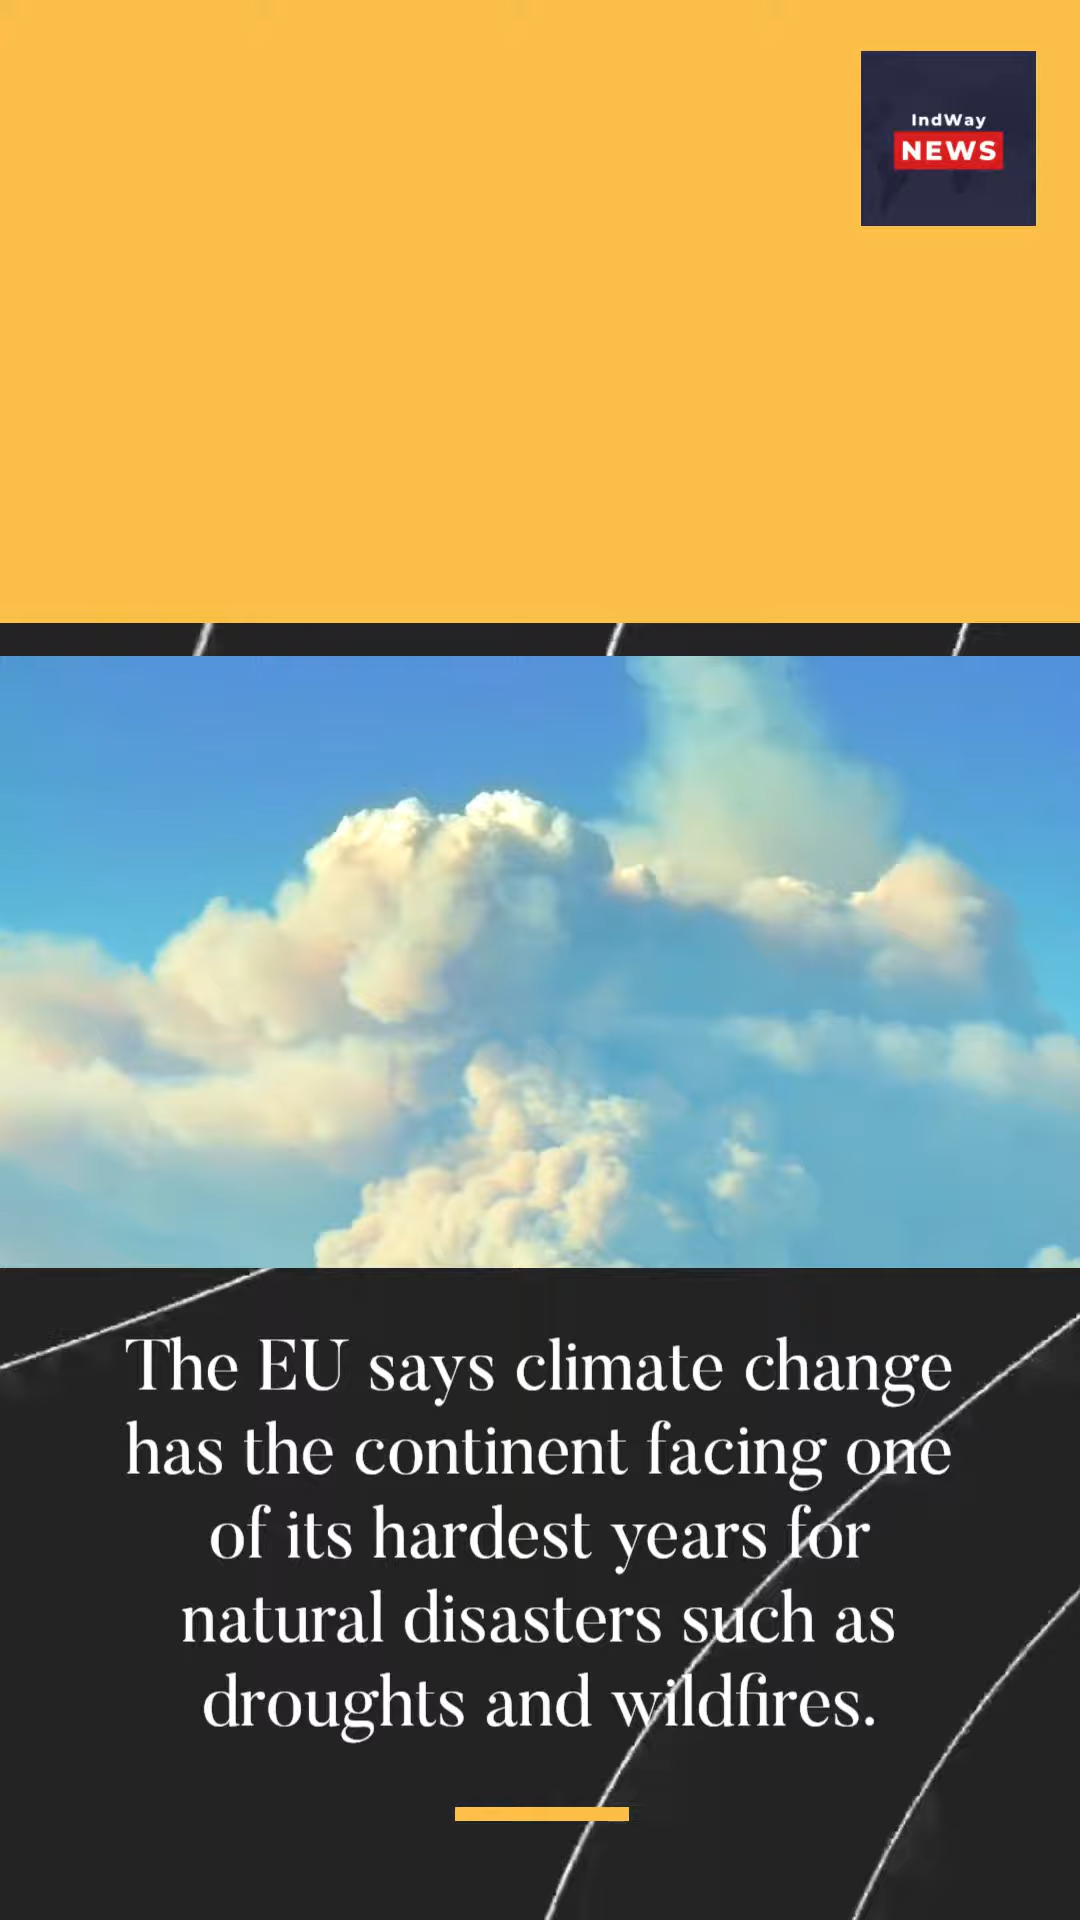 IndWay
NEWS
The EU says climate change
has the continent facing one
of its hardest years for
natural disasters such as
droughts and wildfires.